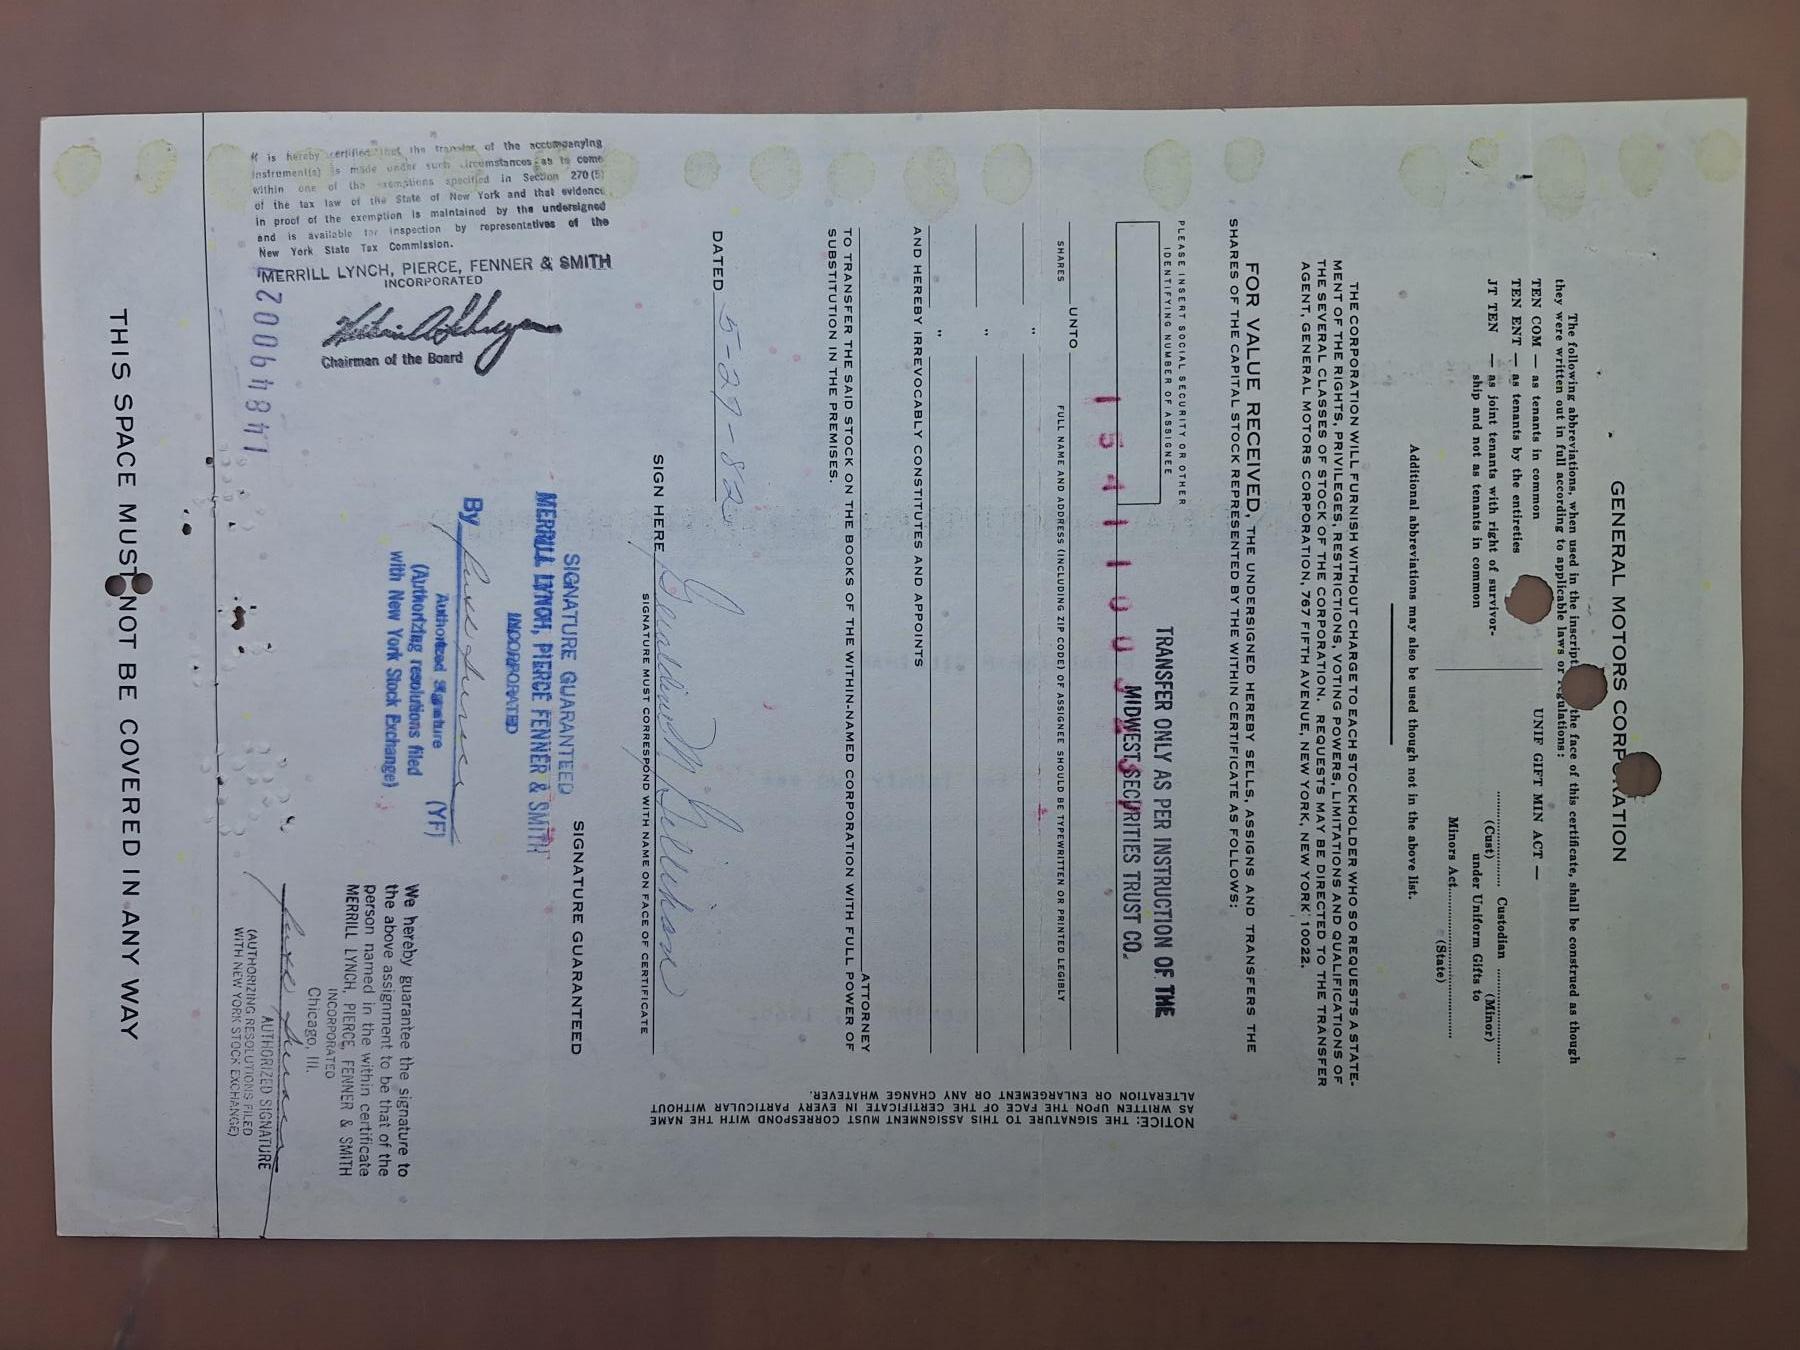 GENERAL MOTORS CORPORATION
The following abbreviations, when used in the inscription on the face of this certificate, shall be construed as though
they were written out in full according to applicable laws or regulations:
TEN COM — as tenants in common
TEN ENT — as tenants by the entireties
JT TEN — as joint tenants with right of survivor-
ship and not as tenants in common
UNIF GIFT MIN ACT —
Custodian
(Cust) (Minor)
under Uniform Gifts to
Minors Act
(State)
Additional abbreviations may also be used though not in the above list.
THE CORPORATION WILL FURNISH WITHOUT CHARGE TO EACH STOCKHOLDER WHO SO REQUESTS A STATE-
MENT OF THE RIGHTS, PRIVILEGES, RESTRICTIONS, VOTING POWERS, LIMITATIONS AND QUALIFICATIONS OF
THE SEVERAL CLASSES OF STOCK OF THE CORPORATION. REQUESTS MAY BE DIRECTED TO THE TRANSFER
AGENT, GENERAL MOTORS CORPORATION, 767 FIFTH AVENUE, NEW YORK, NEW YORK 10022.
FOR VALUE RECEIVED, THE UNDERSIGNED HEREBY SELLS, ASSIGNS AND TRANSFERS THE
SHARES OF THE CAPITAL STOCK REPRESENTED BY THE WITHIN CERTIFICATE AS FOLLOWS:
PLEASE INSERT SOCIAL SECURITY OR OTHER
IDENTIFYING NUMBER OF ASSIGNEE
TRANSFER ONLY AS PER INSTRUCTION OF THE
MIDWEST SECURITIES TRUST CO.
SHARES UNTO
FULL NAME AND ADDRESS (INCLUDING ZIP CODE) OF ASSIGNEE SHOULD BE TYPEWRITTEN OR PRINTED LEGIBLY
"
"
"
AND HEREBY IRREVOCABLY CONSTITUTES AND APPOINTS
ATTORNEY
TO TRANSFER THE SAID STOCK ON THE BOOKS OF THE WITHIN-NAMED CORPORATION WITH FULL POWER OF
SUBSTITUTION IN THE PREMISES.
DATED 5-27-82
SIGN HERE
SIGNATURE MUST CORRESPOND WITH NAME ON FACE OF CERTIFICATE
NOTICE: THE SIGNATURE TO THIS ASSIGNMENT MUST CORRESPOND WITH THE NAME
AS WRITTEN UPON THE FACE OF THE CERTIFICATE IN EVERY PARTICULAR WITHOUT
ALTERATION OR ENLARGEMENT OR ANY CHANGE WHATEVER.
SIGNATURE GUARANTEED
SIGNATURE GUARANTEED
MERRILL LYNCH, PIERCE FENNER & SMITH
INCORPORATED
By
Authorized Signature (YF)
(Authorizing resolutions filed
with New York Stock Exchange)
It is hereby certified that the transfer of the accompanying
instrument(s) is made under such circumstances as to come
within one of the exemptions specified in Section 270(5)
of the tax law of the State of New York and that evidence
in proof of the exemption is maintained by the undersigned
and is available for inspection by representatives of the
New York State Tax Commission.
MERRILL LYNCH, PIERCE, FENNER & SMITH
INCORPORATED
Chairman of the Board
We hereby guarantee the signature to
the above assignment to be that of the
person named in the within certificate
MERRILL LYNCH, PIERCE, FENNER & SMITH
INCORPORATED
Chicago, Ill.
AUTHORIZED SIGNATURE
(AUTHORIZING RESOLUTIONS FILED
WITH NEW YORK STOCK EXCHANGE)
THIS SPACE MUST NOT BE COVERED IN ANY WAY